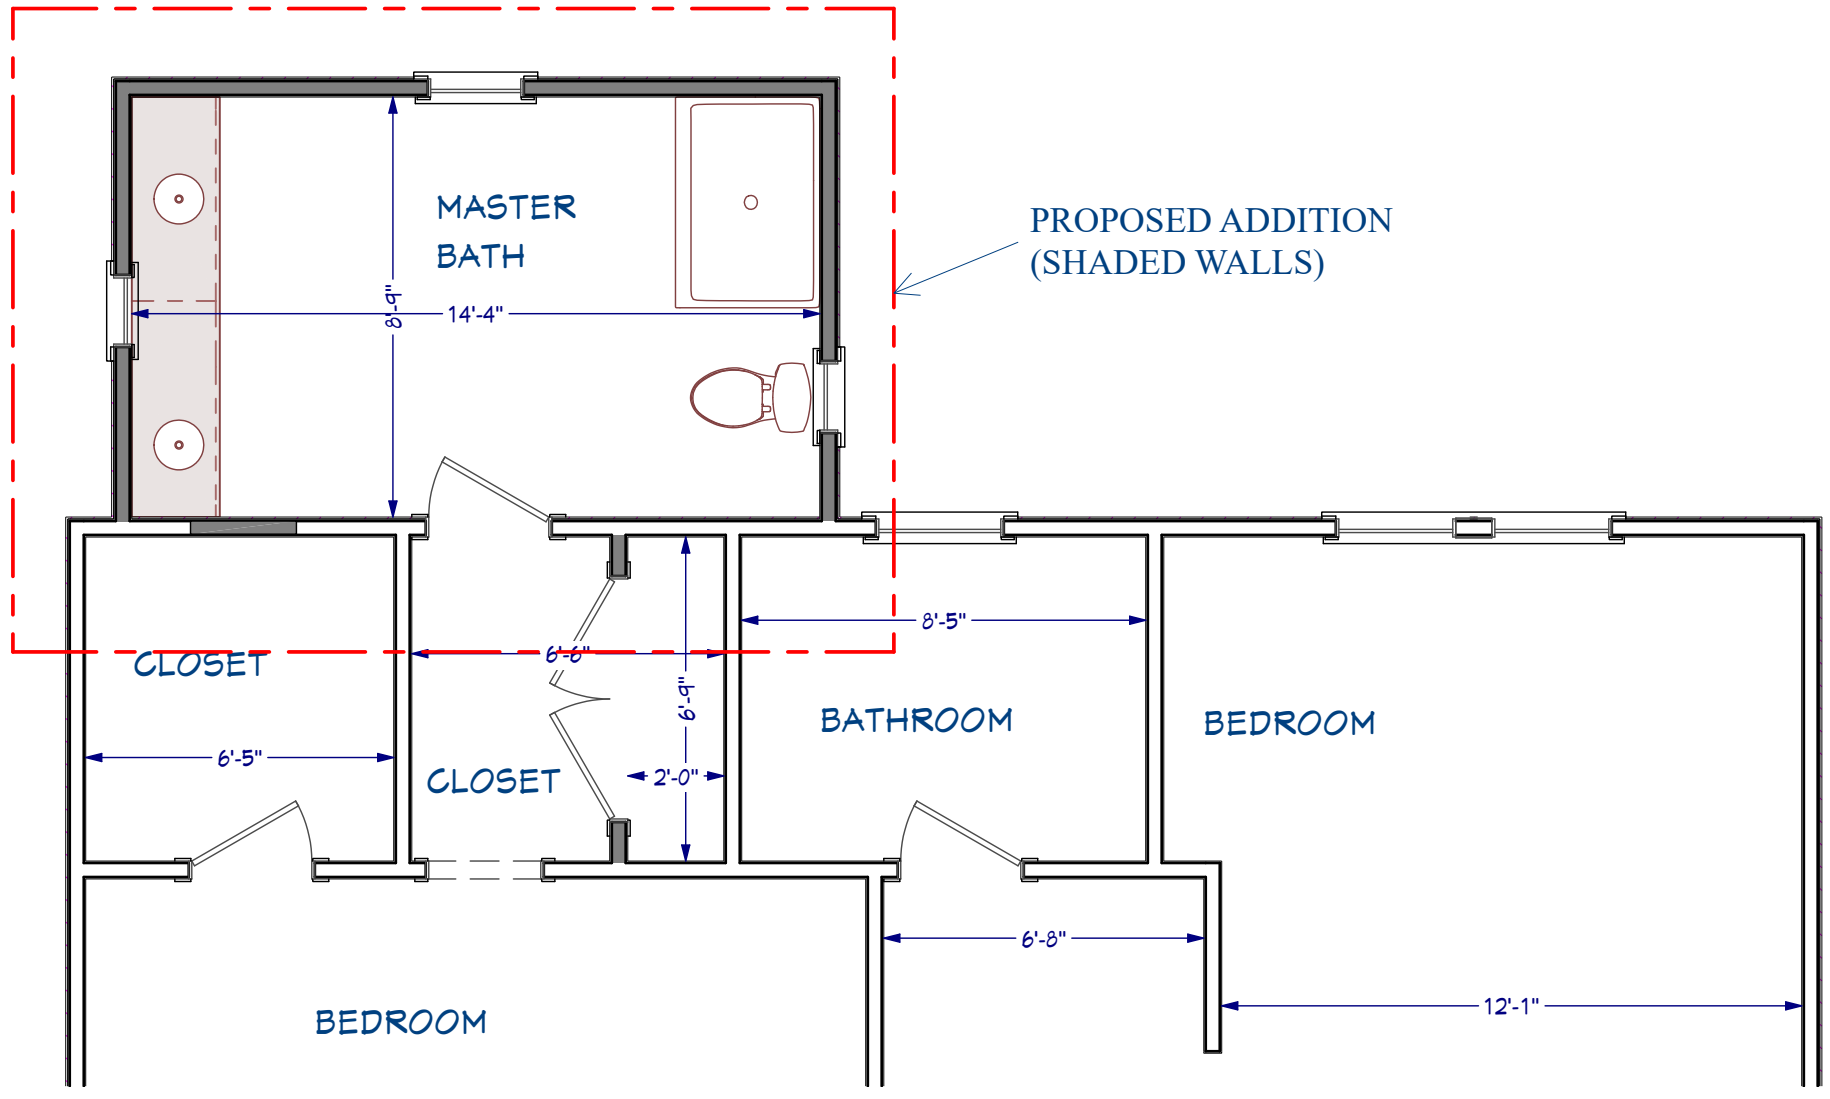 MASTER
BATH
PROPOSED ADDITION
(SHADED WALLS)
8'-9"
14'-4"
8'-5"
6'-6"
CLOSET
6'-9"
BATHROOM
BEDROOM
6'-5"
CLOSET
2'-0"
6'-8"
12'-1"
BEDROOM